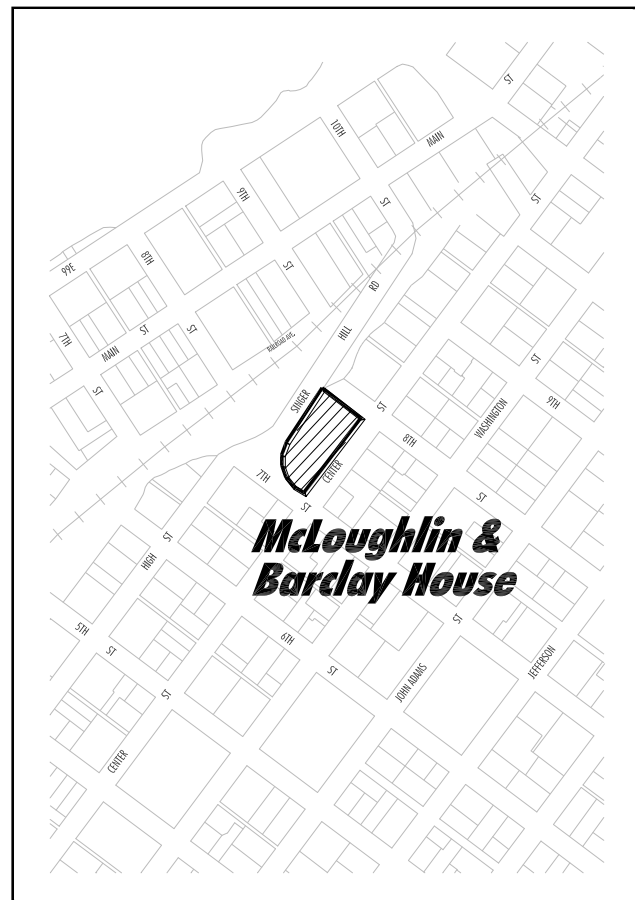 ST
10TH
MAIN
9TH
ST
ST
8TH
99E
ST
RD
7TH
ST
ST
HILL
MAIN
RAILROAD AVE.
ST
ST
9TH
SINGER
ST
WASHINGTON
8TH
7TH
CENTER
ST
ST
McLoughlin &
Barclay House
ST
HIGH
ST
5TH
6TH
ST
ST
JEFFERSON
ST
JOHN ADAMS
CENTER